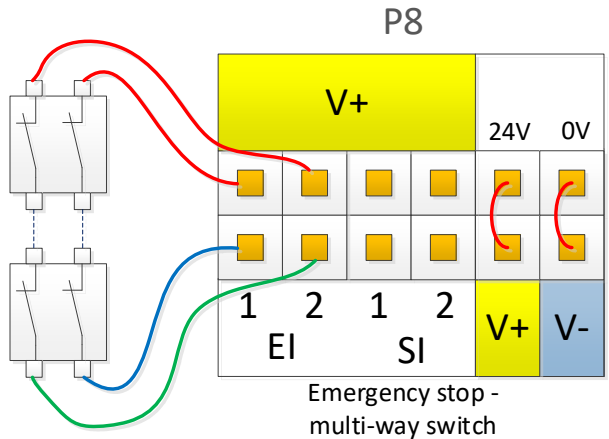 P8
V+
24V 0V
1 2 1 2
EI SI
V+ V-
Emergency stop -
multi-way switch